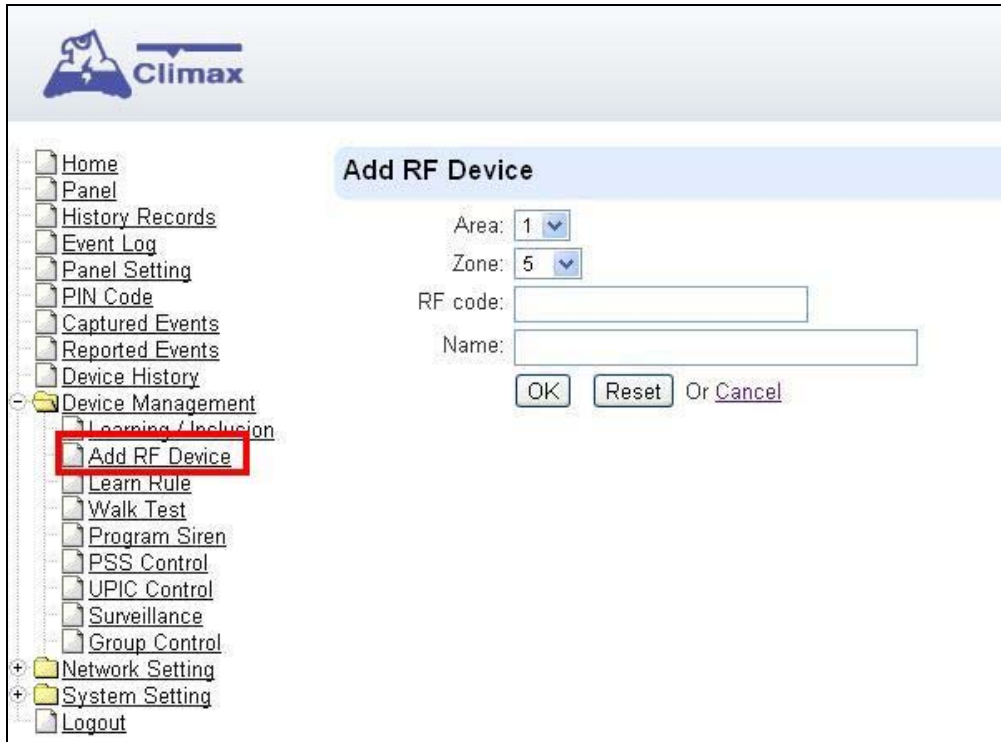 Climax
Home
Panel
History Records
Event Log
Panel Setting
PIN Code
Captured Events
Reported Events
Device History
Device Management
Learning / Inclusion
Add RF Device
Learn Rule
Walk Test
Program Siren
PSS Control
UPIC Control
Surveillance
Group Control
Network Setting
System Setting
Logout
Add RF Device
Area: 1
Zone: 5
RF code:
Name:
OK Reset Or Cancel